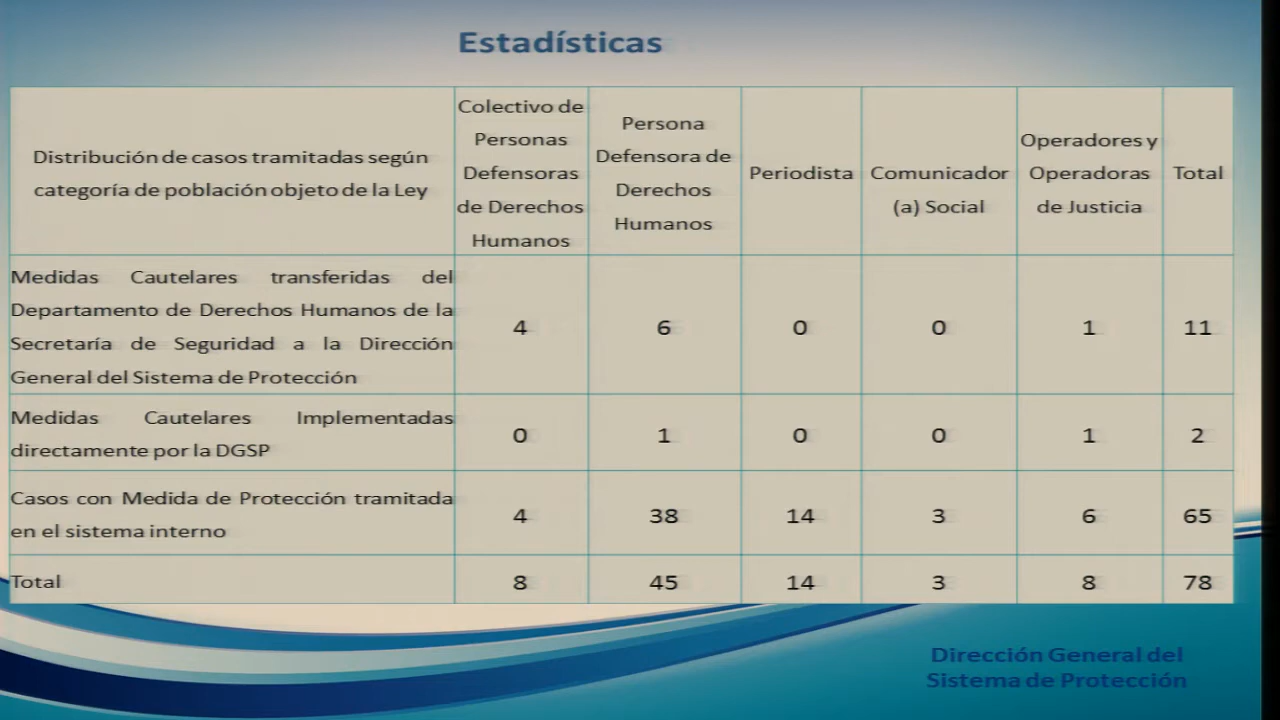 Estadísticas
Distribución de casos tramitadas según
categoría de población objeto de la Ley
Colectivo de
Personas
Defensoras
de Derechos
Humanos
Persona
Defensora de
Derechos
Humanos
Periodista
Comunicador
(a) Social
Operadores y
Operadoras
de Justicia
Total
Medidas Cautelares transferidas del
Departamento de Derechos Humanos de la
Secretaría de Seguridad a la Dirección
General del Sistema de Protección
4 6 0 0 1 11
Medidas Cautelares Implementadas
directamente por la DGSP
0 1 0 0 1 2
Casos con Medida de Protección tramitada
en el sistema interno
4 38 14 3 6 65
Total 8 45 14 3 8 78
Dirección General del
Sistema de Protección